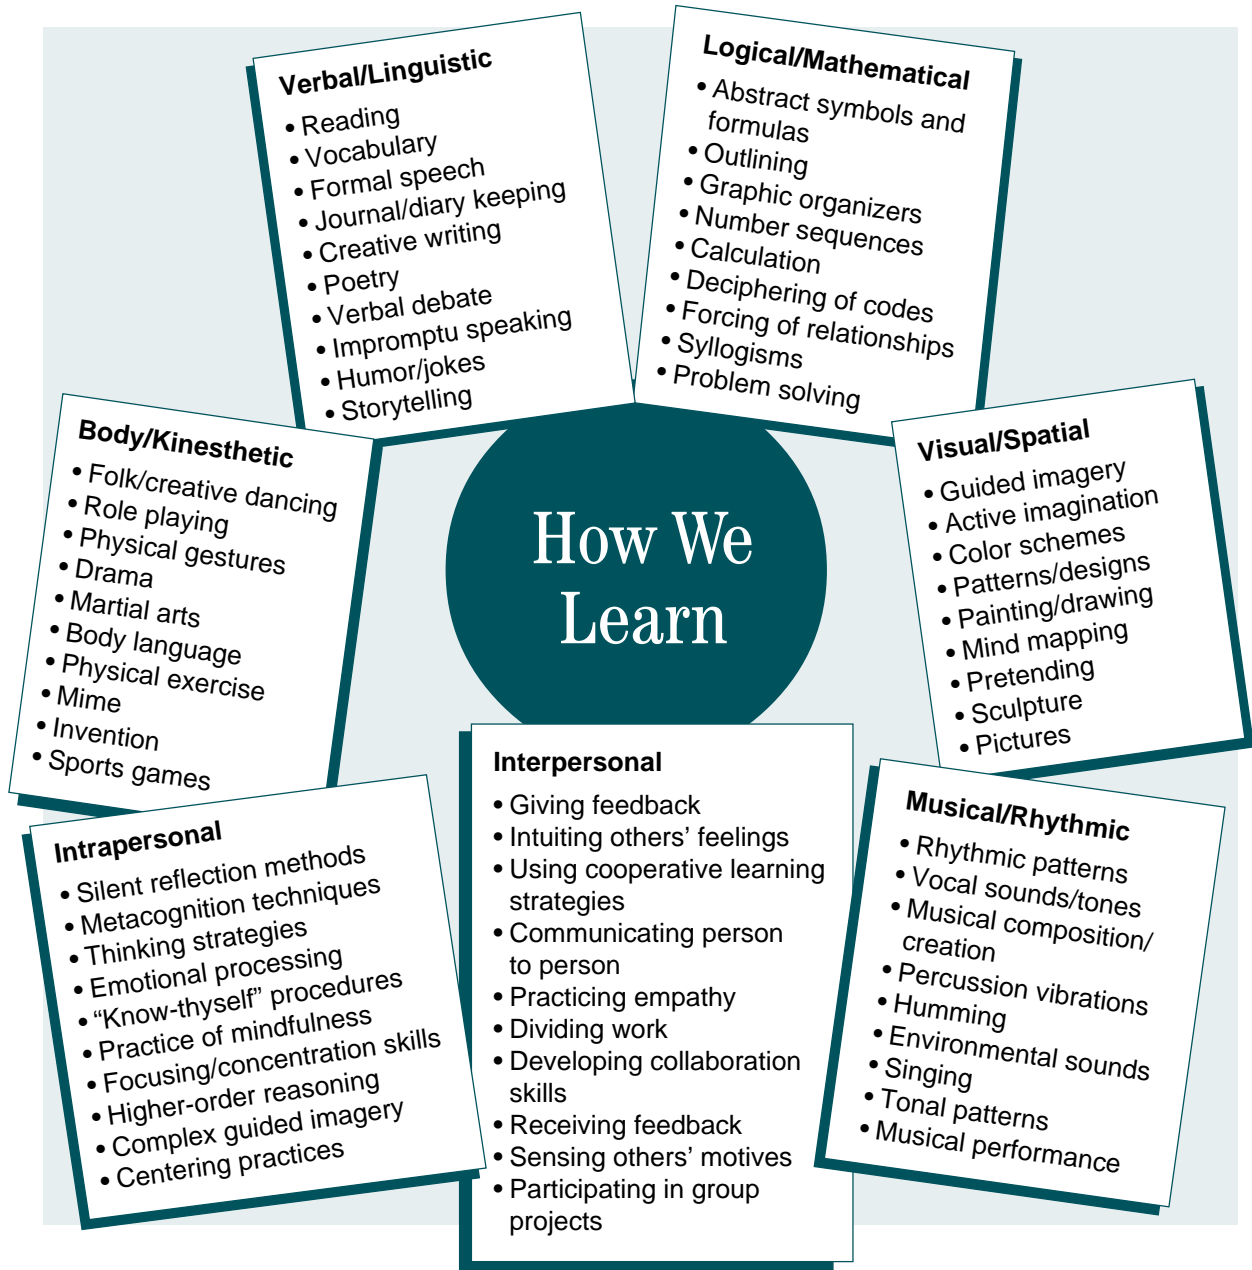 Verbal/Linguistic
• Reading
• Vocabulary
• Formal speech
• Journal/diary keeping
• Creative writing
• Poetry
• Verbal debate
• Impromptu speaking
• Humor/jokes
• Storytelling
Logical/Mathematical
• Abstract symbols and
formulas
• Outlining
• Graphic organizers
• Number sequences
• Calculation
• Deciphering of codes
• Forcing of relationships
• Syllogisms
• Problem solving
Body/Kinesthetic
• Folk/creative dancing
• Role playing
• Physical gestures
• Drama
• Martial arts
• Body language
• Physical exercise
• Mime
• Invention
• Sports games
How We
Learn
Visual/Spatial
• Guided imagery
• Active imagination
• Color schemes
• Patterns/designs
• Painting/drawing
• Mind mapping
• Pretending
• Sculpture
• Pictures
Intrapersonal
• Silent reflection methods
• Metacognition techniques
• Thinking strategies
• Emotional processing
• “Know-thyself” procedures
• Practice of mindfulness
• Focusing/concentration skills
• Higher-order reasoning
• Complex guided imagery
• Centering practices
Interpersonal
• Giving feedback
• Intuiting others’ feelings
• Using cooperative learning
strategies
• Communicating person
to person
• Practicing empathy
• Dividing work
• Developing collaboration
skills
• Receiving feedback
• Sensing others’ motives
• Participating in group
projects
Musical/Rhythmic
• Rhythmic patterns
• Vocal sounds/tones
• Musical composition/
creation
• Percussion vibrations
• Humming
• Environmental sounds
• Singing
• Tonal patterns
• Musical performance